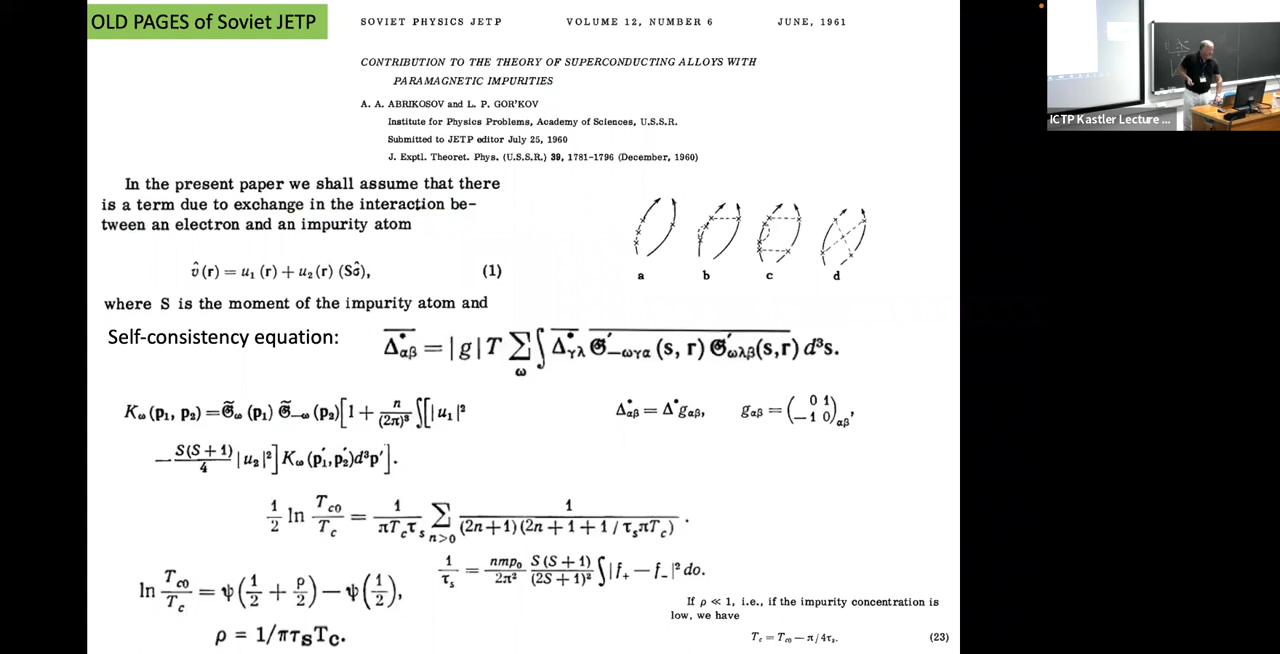 OLD PAGES of Soviet JETP
SOVIET PHYSICS JETP VOLUME 12, NUMBER 6 JUNE, 1961
CONTRIBUTION TO THE THEORY OF SUPERCONDUCTING ALLOYS WITH
PARAMAGNETIC IMPURITIES
A. A. ABRIKOSOV and L. P. GOR'KOV
Institute for Physics Problems, Academy of Sciences, U.S.S.R.
Submitted to JETP editor July 25, 1960
J. Exptl. Theoret. Phys. (U.S.S.R.) 39, 1781-1796 (December, 1960)
In the present paper we shall assume that there
is a term due to exchange in the interaction be-
tween an electron and an impurity atom
v̂(r) = u₁(r) + u₂(r) (Sσ̂), (1)
a b c d
where S is the moment of the impurity atom and
Self-consistency equation:
Δ*αβ = |g| T Σω ∫ Δ*γλ 𝔊′₋ωγα (s, r) 𝔊′ωλβ(s,r) d³s.
Kω(p₁, p₂) = 𝔊̃ω(p₁) 𝔊̃₋ω(p₂)[1 + n/(2π)³ ∫[|u₁|²
Δ*αβ = Δ*gαβ, gαβ = (0 1 −1 0)αβ,
− S(S+1)/4 |u₂|²] Kω(p₁′, p₂′)d³p′].
1/2 ln Tc0/Tc = 1/πTcτs Σn>0 1/(2n+1)(2n+1+1/τsπTc).
1/τs = nmp₀/2π² S(S+1)/(2S+1)² ∫|f₊ − f₋|² do.
ln Tc0/Tc = ψ(1/2 + ρ/2) − ψ(1/2),
ρ = 1/πτsTc.
If ρ ≪ 1, i.e., if the impurity concentration is
low, we have
Tc = Tc0 − π/4τs. (23)
ICTP Kastler Lecture ...